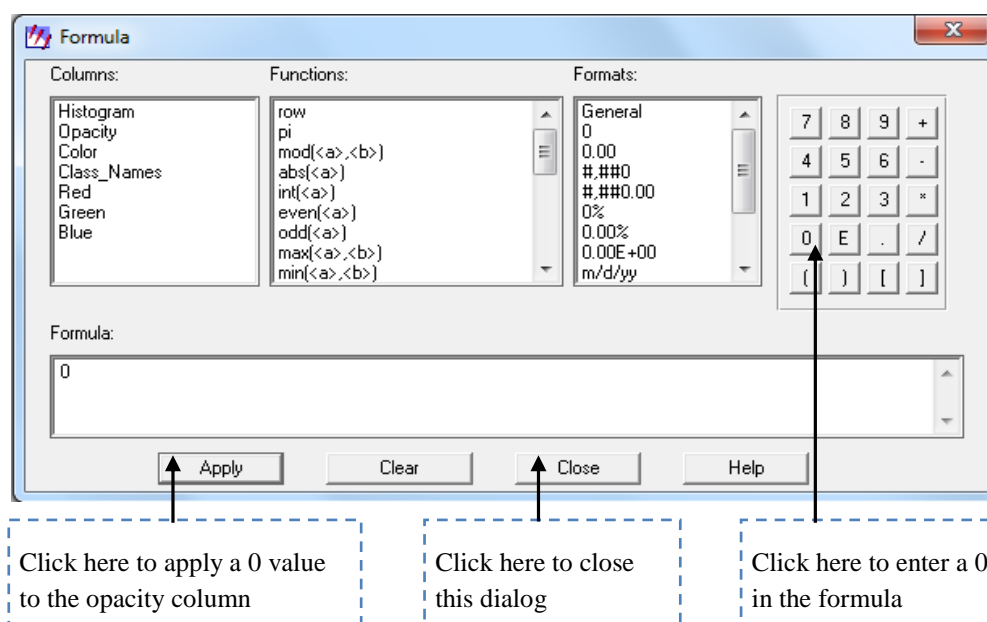 Formula
Columns:
Functions:
Formats:
Histogram
Opacity
Color
Class_Names
Red
Green
Blue
row
pi
mod(<a>,<b>)
abs(<a>)
int(<a>)
even(<a>)
odd(<a>)
max(<a>,<b>)
min(<a>,<b>)
General
0
0.00
#,##0
#,##0.00
0%
0.00%
0.00E+00
m/d/yy
7 8 9 +
4 5 6 -
1 2 3 *
0 E . /
( ) [ ]
Formula:
0
Apply
Clear
Close
Help
Click here to apply a 0 value
to the opacity column
Click here to close
this dialog
Click here to enter a 0
in the formula